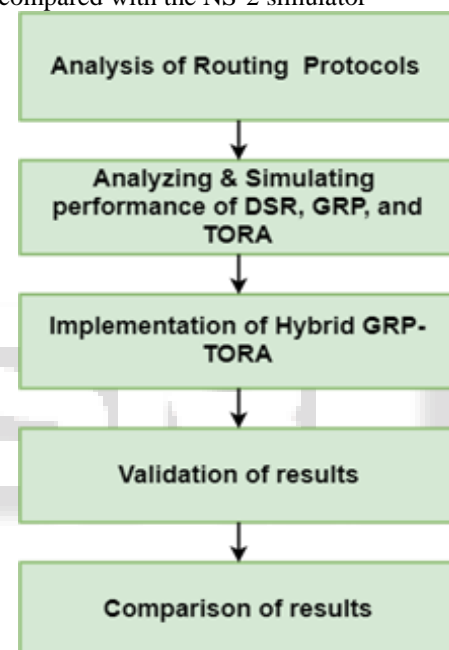 compared with the NS-2 simulator
Analysis of Routing Protocols
Analyzing & Simulating
performance of DSR, GRP, and
TORA
Implementation of Hybrid GRP-
TORA
Validation of results
Comparison of results